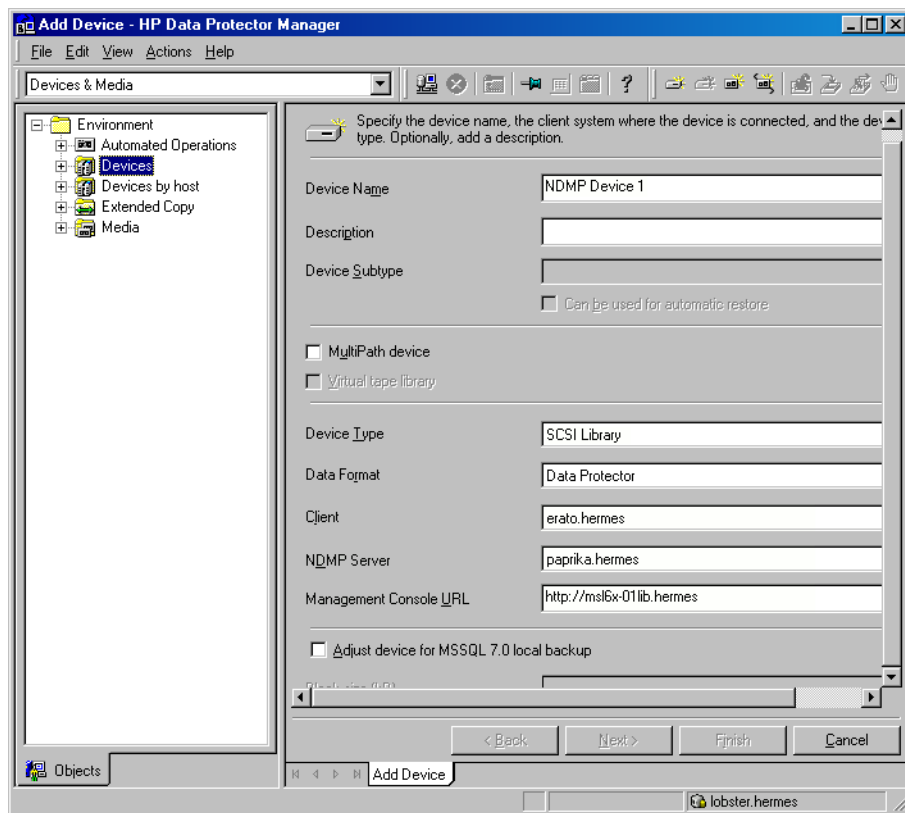 Add Device - HP Data Protector Manager
File Edit View Actions Help
Devices & Media
Environment
Automated Operations
Devices
Devices by host
Extended Copy
Media
Objects
Specify the device name, the client system where the device is connected, and the dev
type. Optionally, add a description.
Device Name NDMP Device 1
Description
Device Subtype
Can be used for automatic restore
MultiPath device
Virtual tape library
Device Type SCSI Library
Data Format Data Protector
Client erato.hermes
NDMP Server paprika.hermes
Management Console URL http://msl6x-01lib.hermes
Adjust device for MSSQL 7.0 local backup
< Back Next > Finish Cancel
Add Device
lobster.hermes